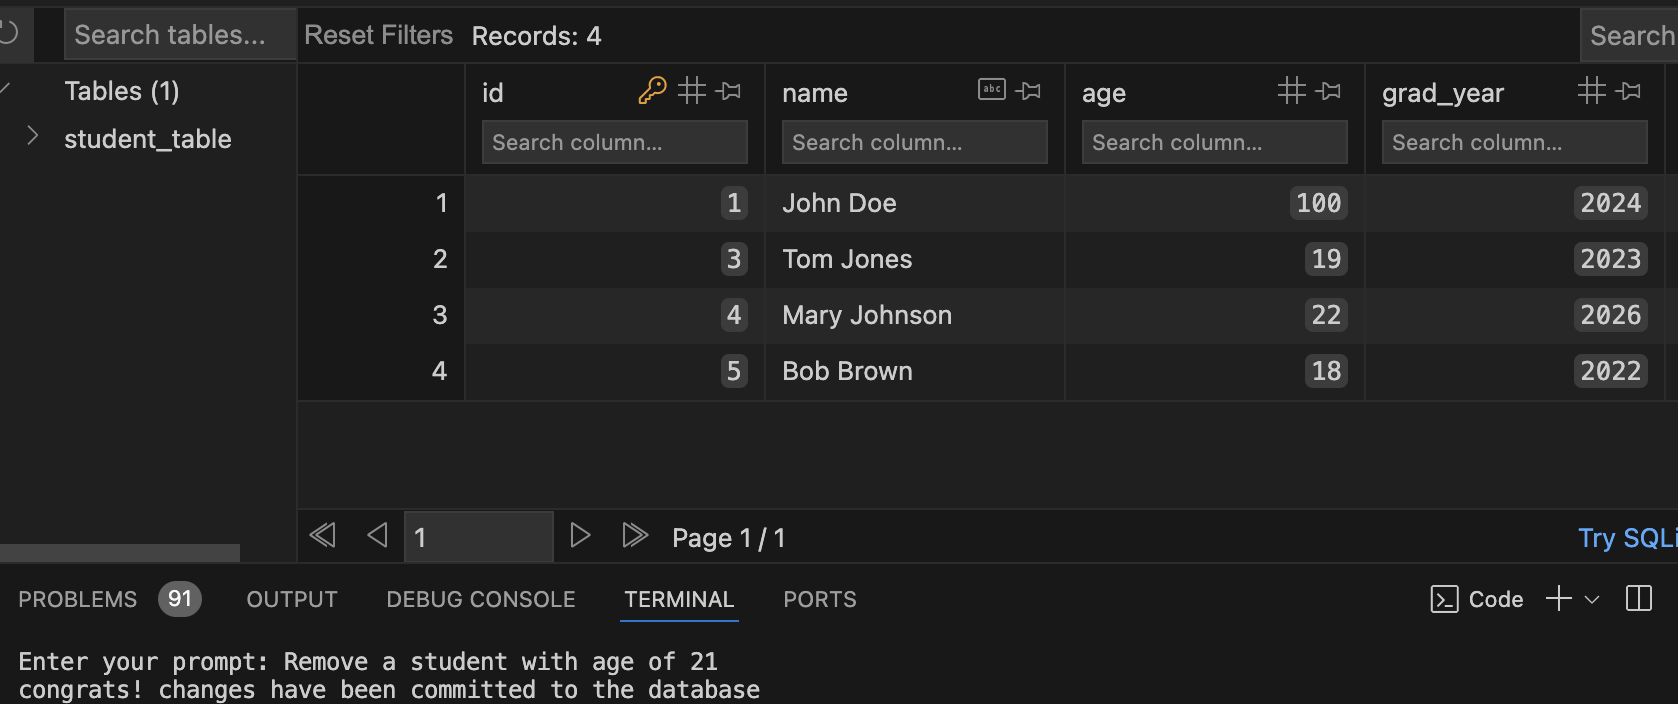 Search tables... Reset Filters Records: 4 Search
Tables (1)
student_table
id name abc age grad_year
Search column... Search column... Search column... Search column...
1 1 John Doe 100 2024
2 3 Tom Jones 19 2023
3 4 Mary Johnson 22 2026
4 5 Bob Brown 18 2022
1 Page 1 / 1 Try SQLi
PROBLEMS 91 OUTPUT DEBUG CONSOLE TERMINAL PORTS Code
Enter your prompt: Remove a student with age of 21
congrats! changes have been committed to the database